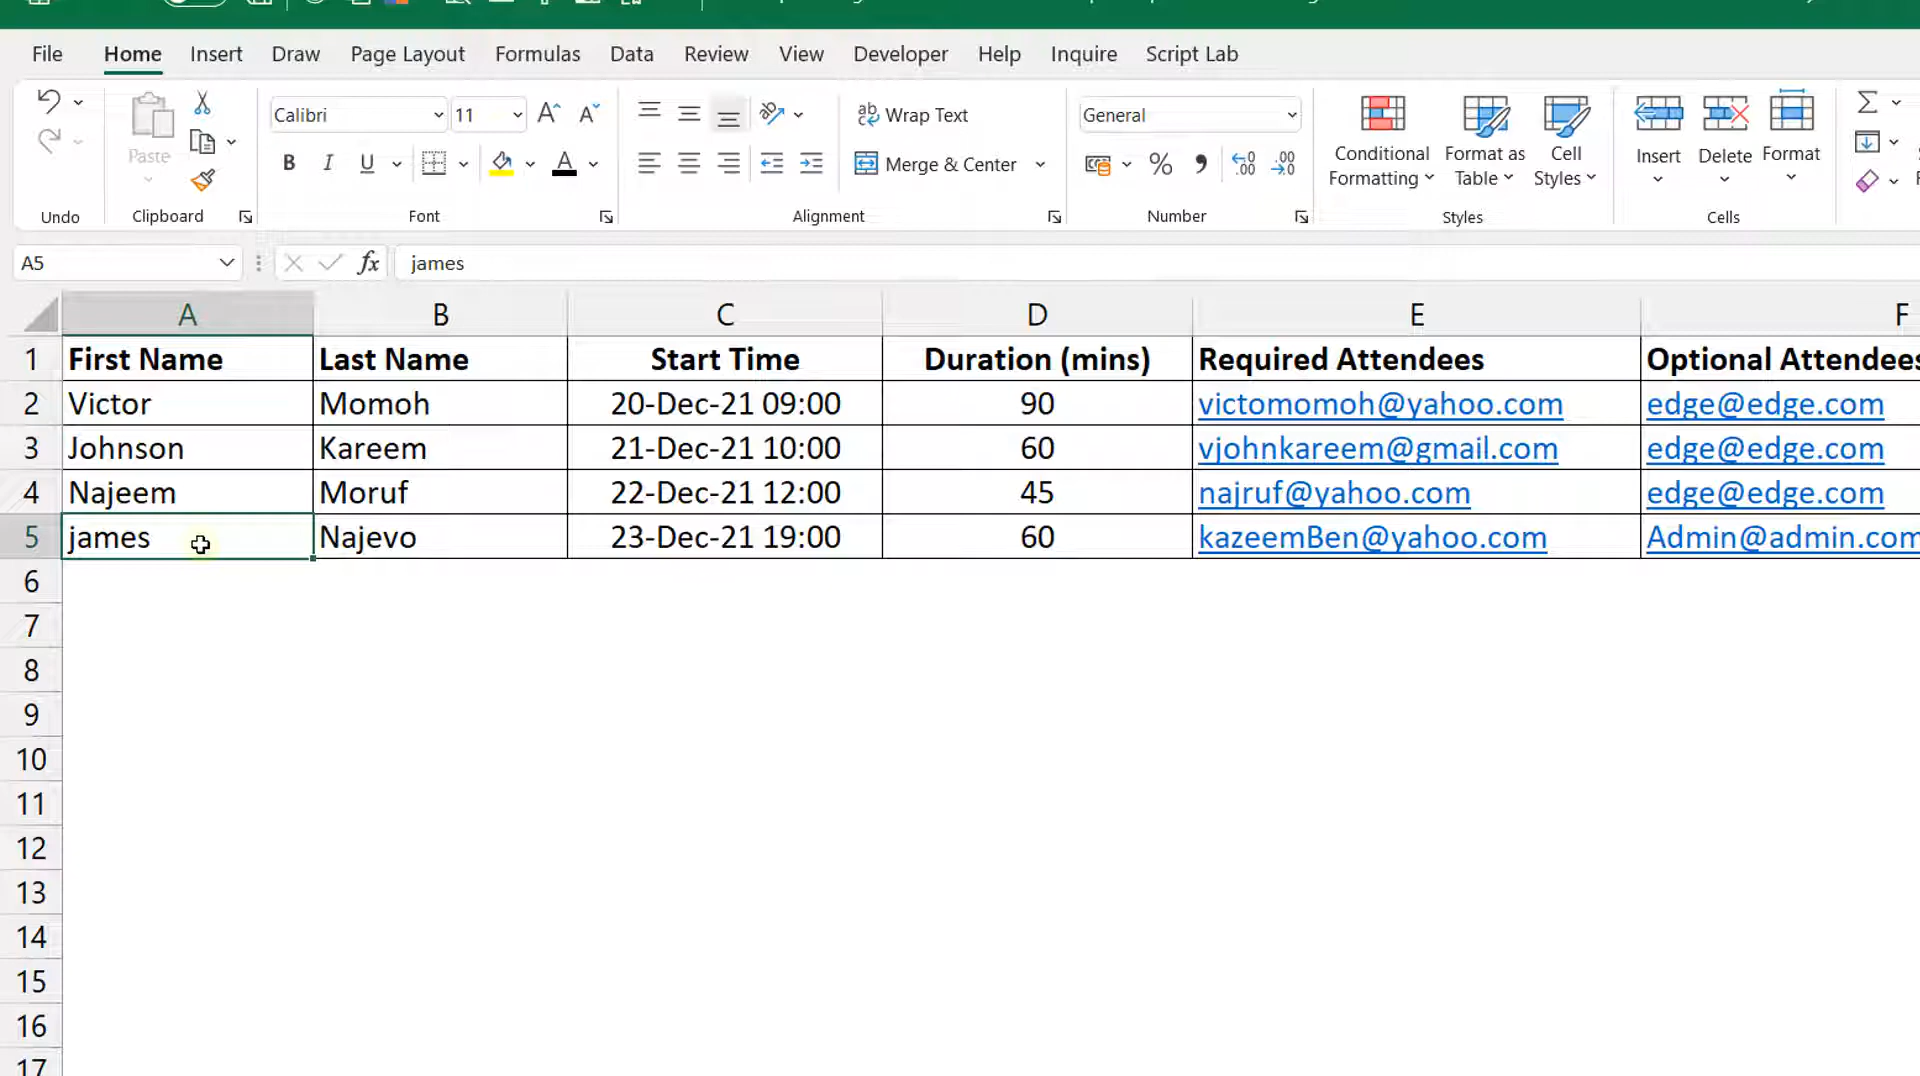 File Home Insert Draw Page Layout Formulas Data Review View Developer Help Inquire Script Lab
Calibri 11 Wrap Text General
Paste B I U Merge & Center % Conditional Formatting Format as Table Cell Styles Insert Delete Format
Undo Clipboard Font Alignment Number Styles Cells
A5 fx james
A B C D E F
1 First Name Last Name Start Time Duration (mins) Required Attendees Optional Attendees
2 Victor Momoh 20-Dec-21 09:00 90 victomomoh@yahoo.com edge@edge.com
3 Johnson Kareem 21-Dec-21 10:00 60 vjohnkareem@gmail.com edge@edge.com
4 Najeem Moruf 22-Dec-21 12:00 45 najruf@yahoo.com edge@edge.com
5 james Najevo 23-Dec-21 19:00 60 kazeemBen@yahoo.com Admin@admin.com
6
7
8
9
10
11
12
13
14
15
16
17